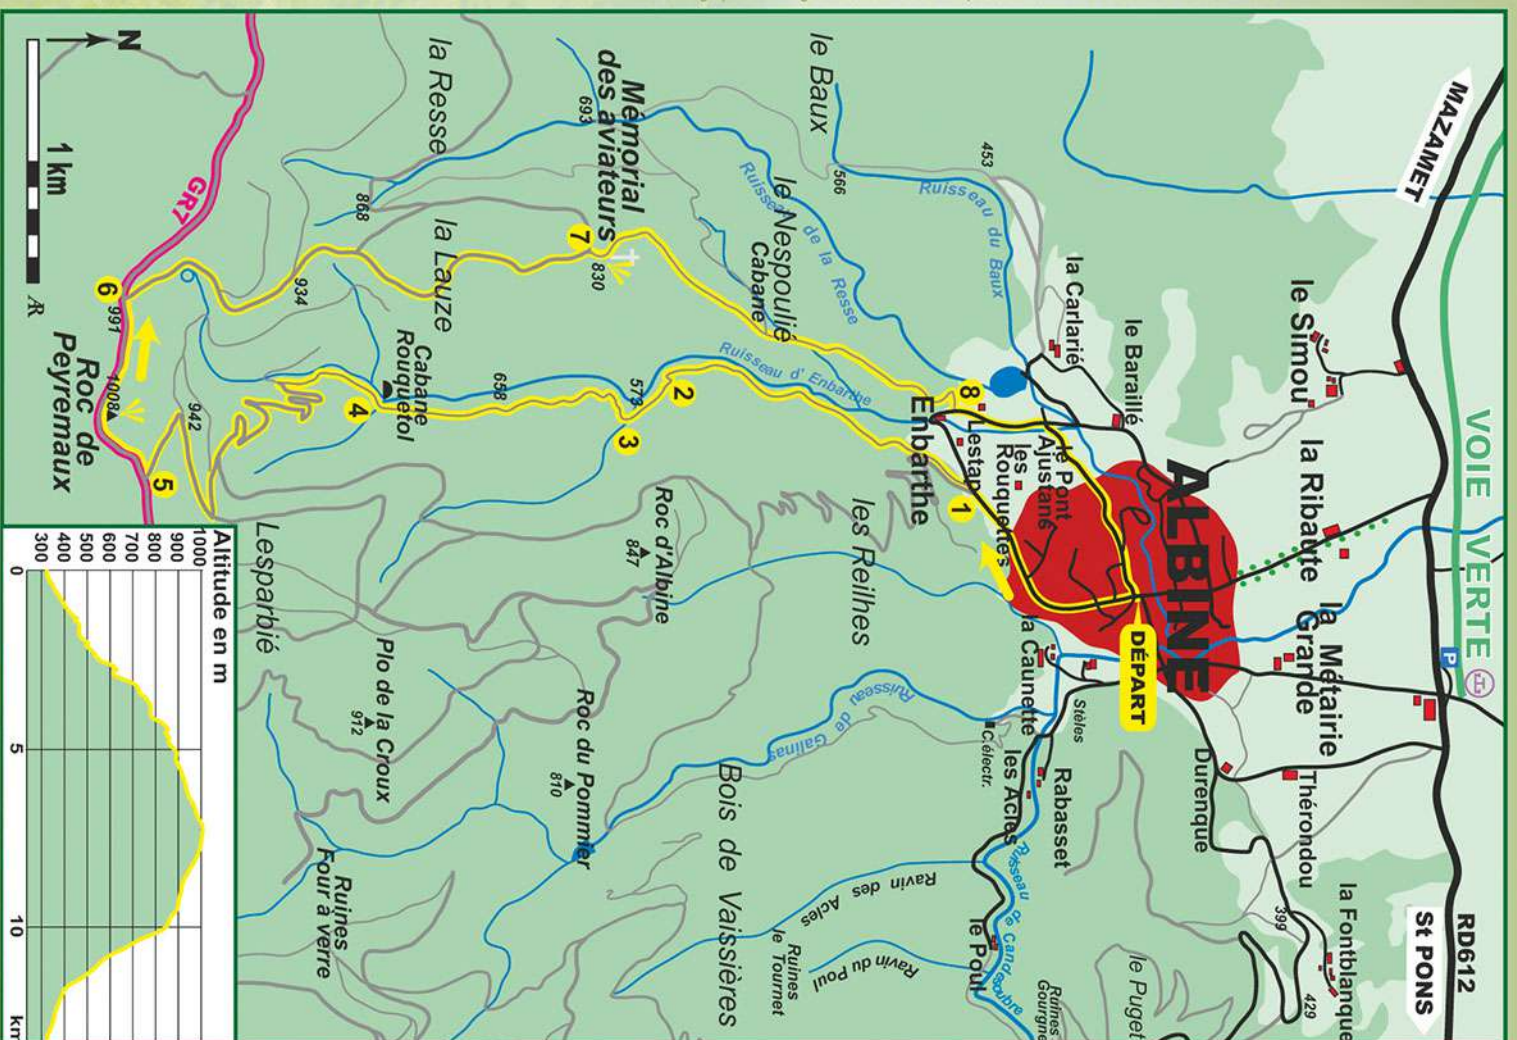 MAZAMET
VOIE VERTE
P
RD612
St PONS
le Simou
la Ribaute
la Métairie
Grande
Thérondou
la Fontblanque
429
399
Durenque
le Puget
ALBINE
DÉPART
le Baraillé
la Carlarié
453
Ruisseau du Baux
le Baux
566
le Pont
Ajustants
les
Rouquettes
Lestap
8
Enbarthe
1
la Caunette
Stèles
Rabasset
les Acles
C.électr.
le Poul
Ruisseau de Candesoubre
Ruines
Gourgne
Ravin des Acles
Ravin du Poul
Ruines
le Tournet
Ruisseau de Galinas
les Reilhes
Bois de Vaissières
Ruisseau de la Resse
le Nespoulié
Cabane
Ruisseau d'Enbarthe
Mémorial
des aviateurs
693
7
830
2
573
3
Roc d'Albine
847
Roc du Pommier
810
658
la Resse
868
la Lauze
934
Cabane
Rouquétol
4
Plo de la Croux
912
Ruines
Four à verre
Lesparbié
GR7
6
991
1008
942
5
Roc de
Peyremaux
N
1 km
AR
Altitude en m
1000
900
800
700
600
500
400
300
0
5
10
km